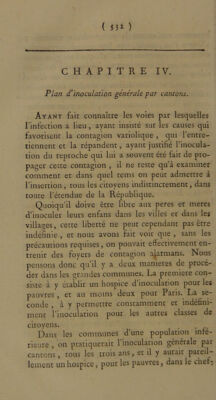 ( 532 )
CHAPITRE IV.
Plan d'inoculation générale par cantons.
AYANT fait connaître les voies par lesquelles
l'infection a lieu, ayant insisté sur les causes qui
favorisent la contagion variolique, qui l'entre-
tiennent et la répandent, ayant justifié l'inocula-
tion du reproche qui lui a souvent été fait de pro-
pager cette contagion, il ne reste qu'à examiner
comment et dans quel tems on peut admettre à
l'insertion, tous les citoyens indistinctement, dans
toute l'étendue de la République.
Quoiqu'il doive être libre aux peres et meres
d'inoculer leurs enfans dans les villes et dans les
villages, cette liberté ne peut cependant pas être
indéfinie, et nous avons fait voir que, sans les
précautions requises, on pouvait effectivement en-
tretenir des foyers de contagion alarmans. Nous
pensons donc qu'il y a deux manieres de procé-
der dans les grandes communes. La premiere con-
siste à y établir un hospice d'inoculation pour les
pauvres, et au moins deux pour Paris. La se-
conde, à y permettre constamment et indéfini-
ment l'inoculation pour les autres classes de
citoyens.
Dans les communes d'une population infé-
rieure, on pratiquerait l'inoculation générale par
cantons, tous les trois ans, et il y aurait pareil-
lement un hospice, pour les pauvres, dans le chef-